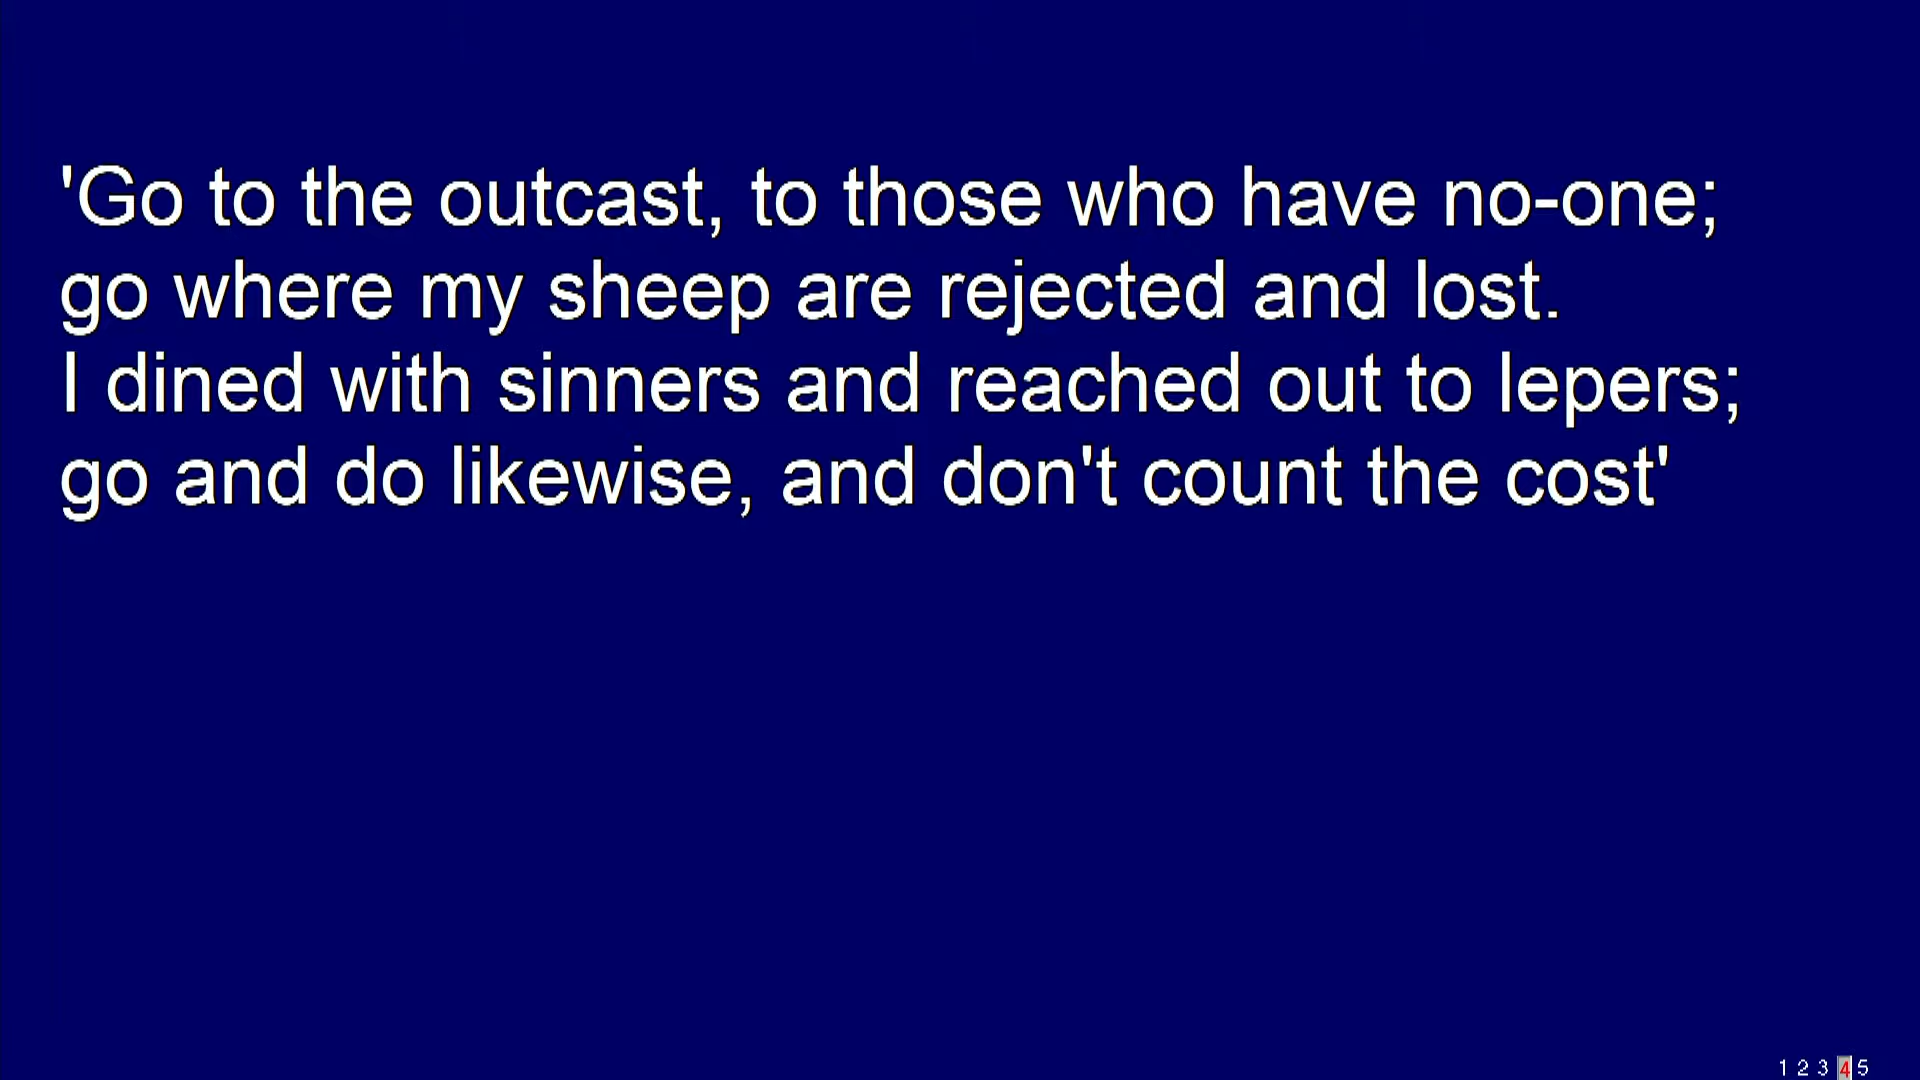 'Go to the outcast, to those who have no-one;
go where my sheep are rejected and lost.
I dined with sinners and reached out to lepers;
go and do likewise, and don't count the cost'
1 2 3 4 5